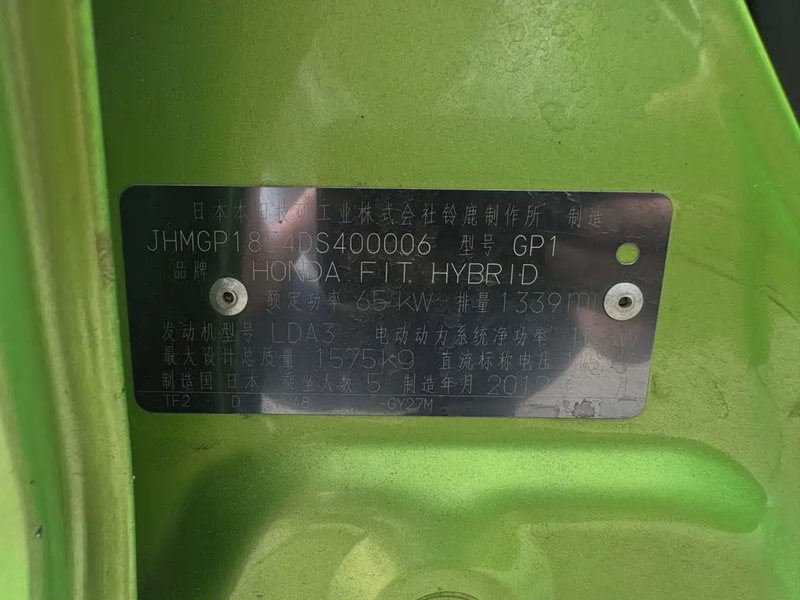 日本本田技研工业株式会社铃鹿制作所 制造
DS400006 型号 GP1
品牌 HONDA FIT HYBRID
额定功率 65 kW 排量 1339ml
发动机型号 LDA3 电动动力系统净功率
最大设计总质量 1575kg 直流标称电压
制造国 日本 乘坐人数 5 制造年月
TF2 -GY27M